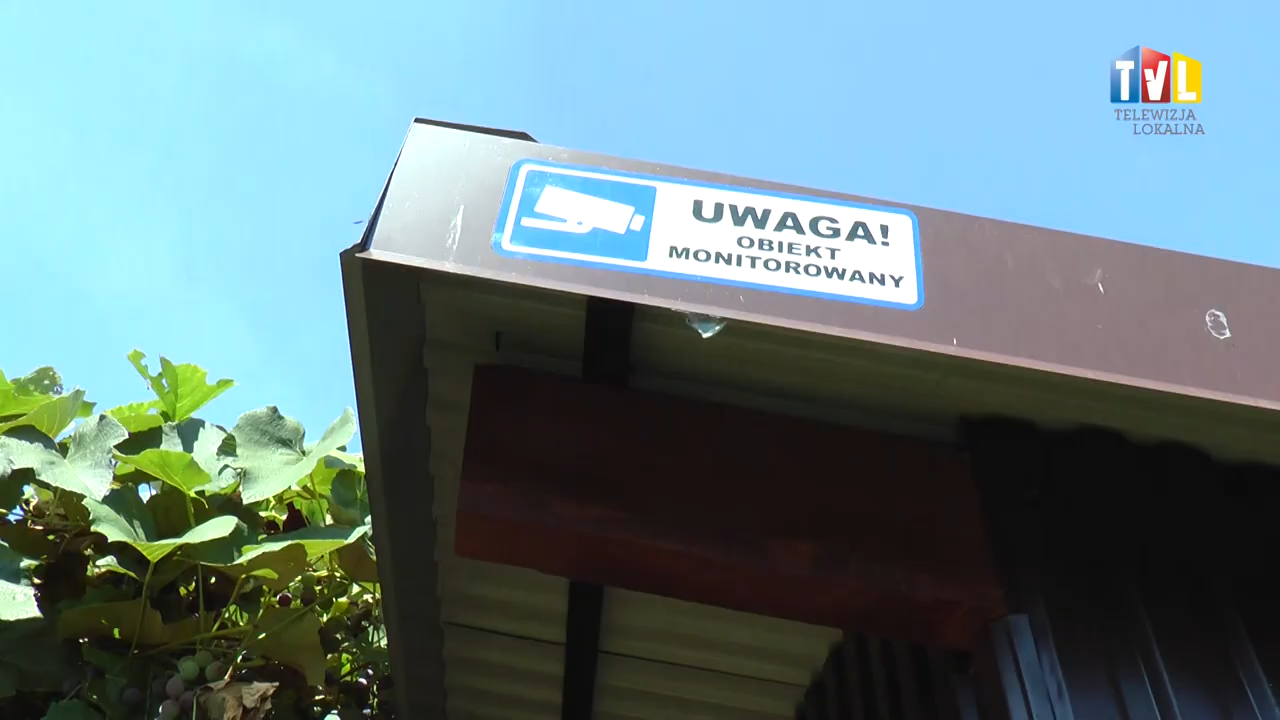 TVL
TELEWIZJA
LOKALNA
UWAGA!
OBIEKT
MONITOROWANY